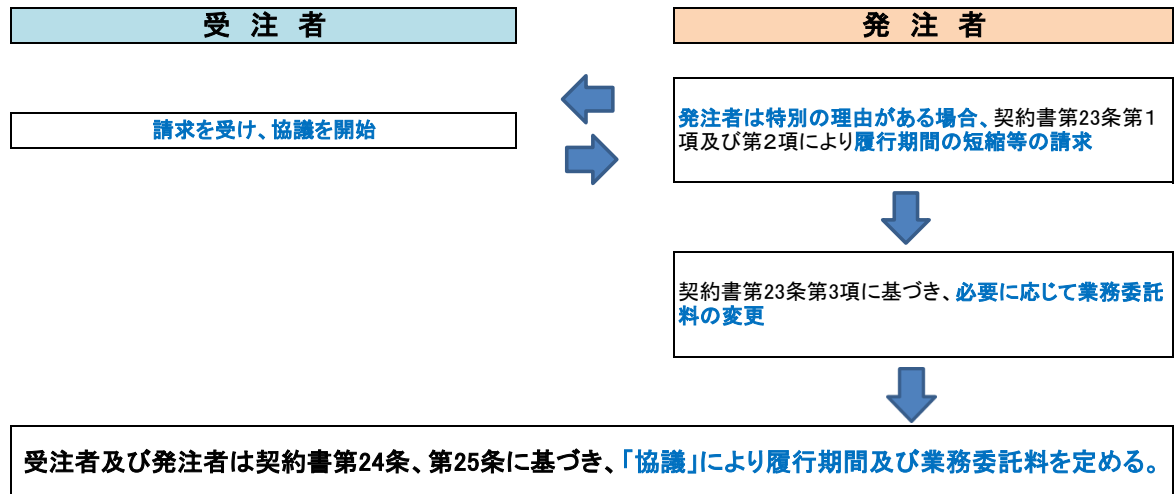 受 注 者
発 注 者
請求を受け、協議を開始
発注者は特別の理由がある場合、契約書第23条第1
項及び第2項により履行期間の短縮等の請求
契約書第23条第3項に基づき、必要に応じて業務委託
料の変更
受注者及び発注者は契約書第24条、第25条に基づき、「協議」により履行期間及び業務委託料を定める。